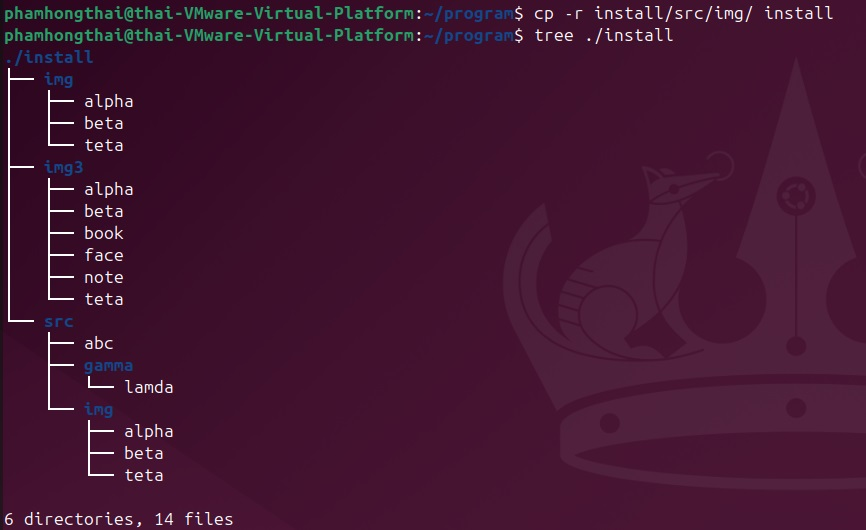 phamhongthai@thai-VMware-Virtual-Platform:~/program$ cp -r install/src/img/ install
phamhongthai@thai-VMware-Virtual-Platform:~/program$ tree ./install
./install
├── img
│   ├── alpha
│   ├── beta
│   └── teta
├── img3
│   ├── alpha
│   ├── beta
│   ├── book
│   ├── face
│   ├── note
│   └── teta
└── src
    ├── abc
    ├── gamma
    │   └── lamda
    └── img
        ├── alpha
        ├── beta
        └── teta

6 directories, 14 files